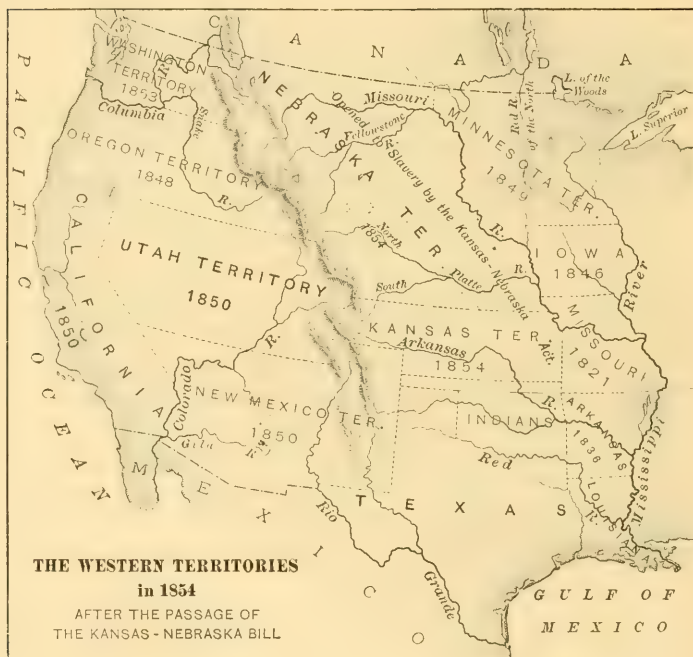 CANADA
WASHINGTON
TERRITORY
1853
R.
Columbia
Snake
R.
OREGON TERRITORY
1848
NEBRASKA TER.
1854
Opened to Slavery by the Kansas-Nebraska Act.
Missouri
R.
Yellowstone
R.
Rd R.
of the North
L. of the
Woods
L. Superior
MINNESOTA TER.
1849
PACIFIC OCEAN
CALIFORNIA
1850
UTAH TERRITORY
1850
North
South
Platte
R.
IOWA
1846
River
KANSAS TER.
1854
Arkansas
R.
MISSOURI
1821
Colorado
R.
NEW MEXICO TER.
1850
Gila
INDIANS
ARKANSAS
1836
Mississippi
Red
R.
LOUISIANA
MEXICO
TEXAS
Rio
Grande
THE WESTERN TERRITORIES
in 1854
AFTER THE PASSAGE OF
THE KANSAS - NEBRASKA BILL
GULF OF
MEXICO